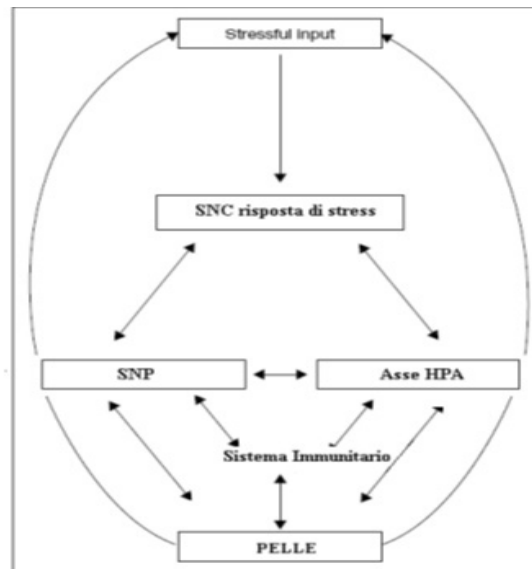 Stressful input
SNC risposta di stress
SNP
Asse HPA
Sistema Immunitario
PELLE